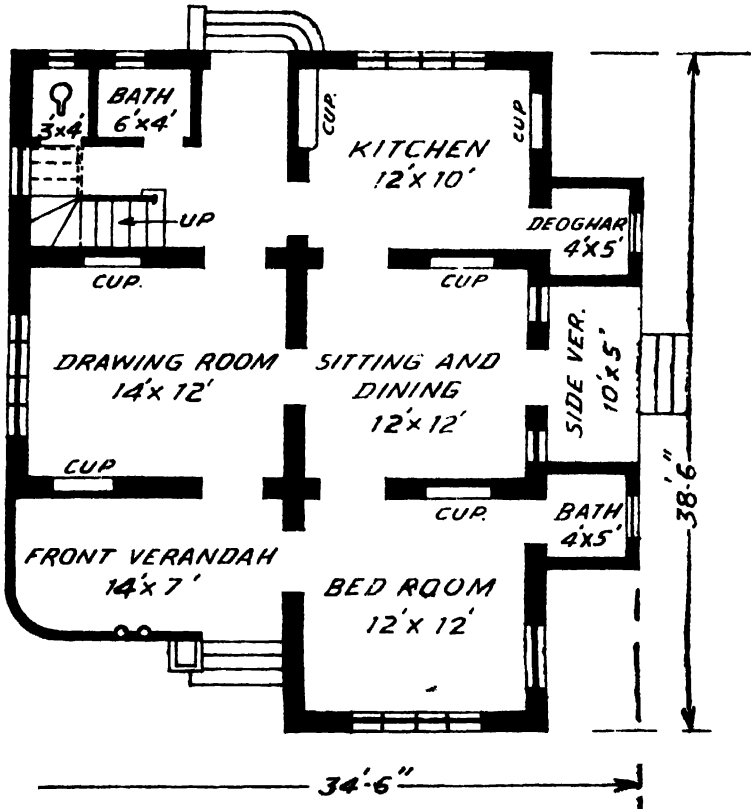 BATH
6'x4'
3'x4'
CUP.
CUP
KITCHEN
12'x10'
UP
DEOGHAR
4'x5'
CUP.
CUP
DRAWING ROOM
14'x12'
SITTING AND
DINING
12'x12'
SIDE VER.
10'x5'
CUP
CUP.
BATH
4'x5'
38'-6"
FRONT VERANDAH
14'x7'
BED ROOM
12'x12'
34'-6"